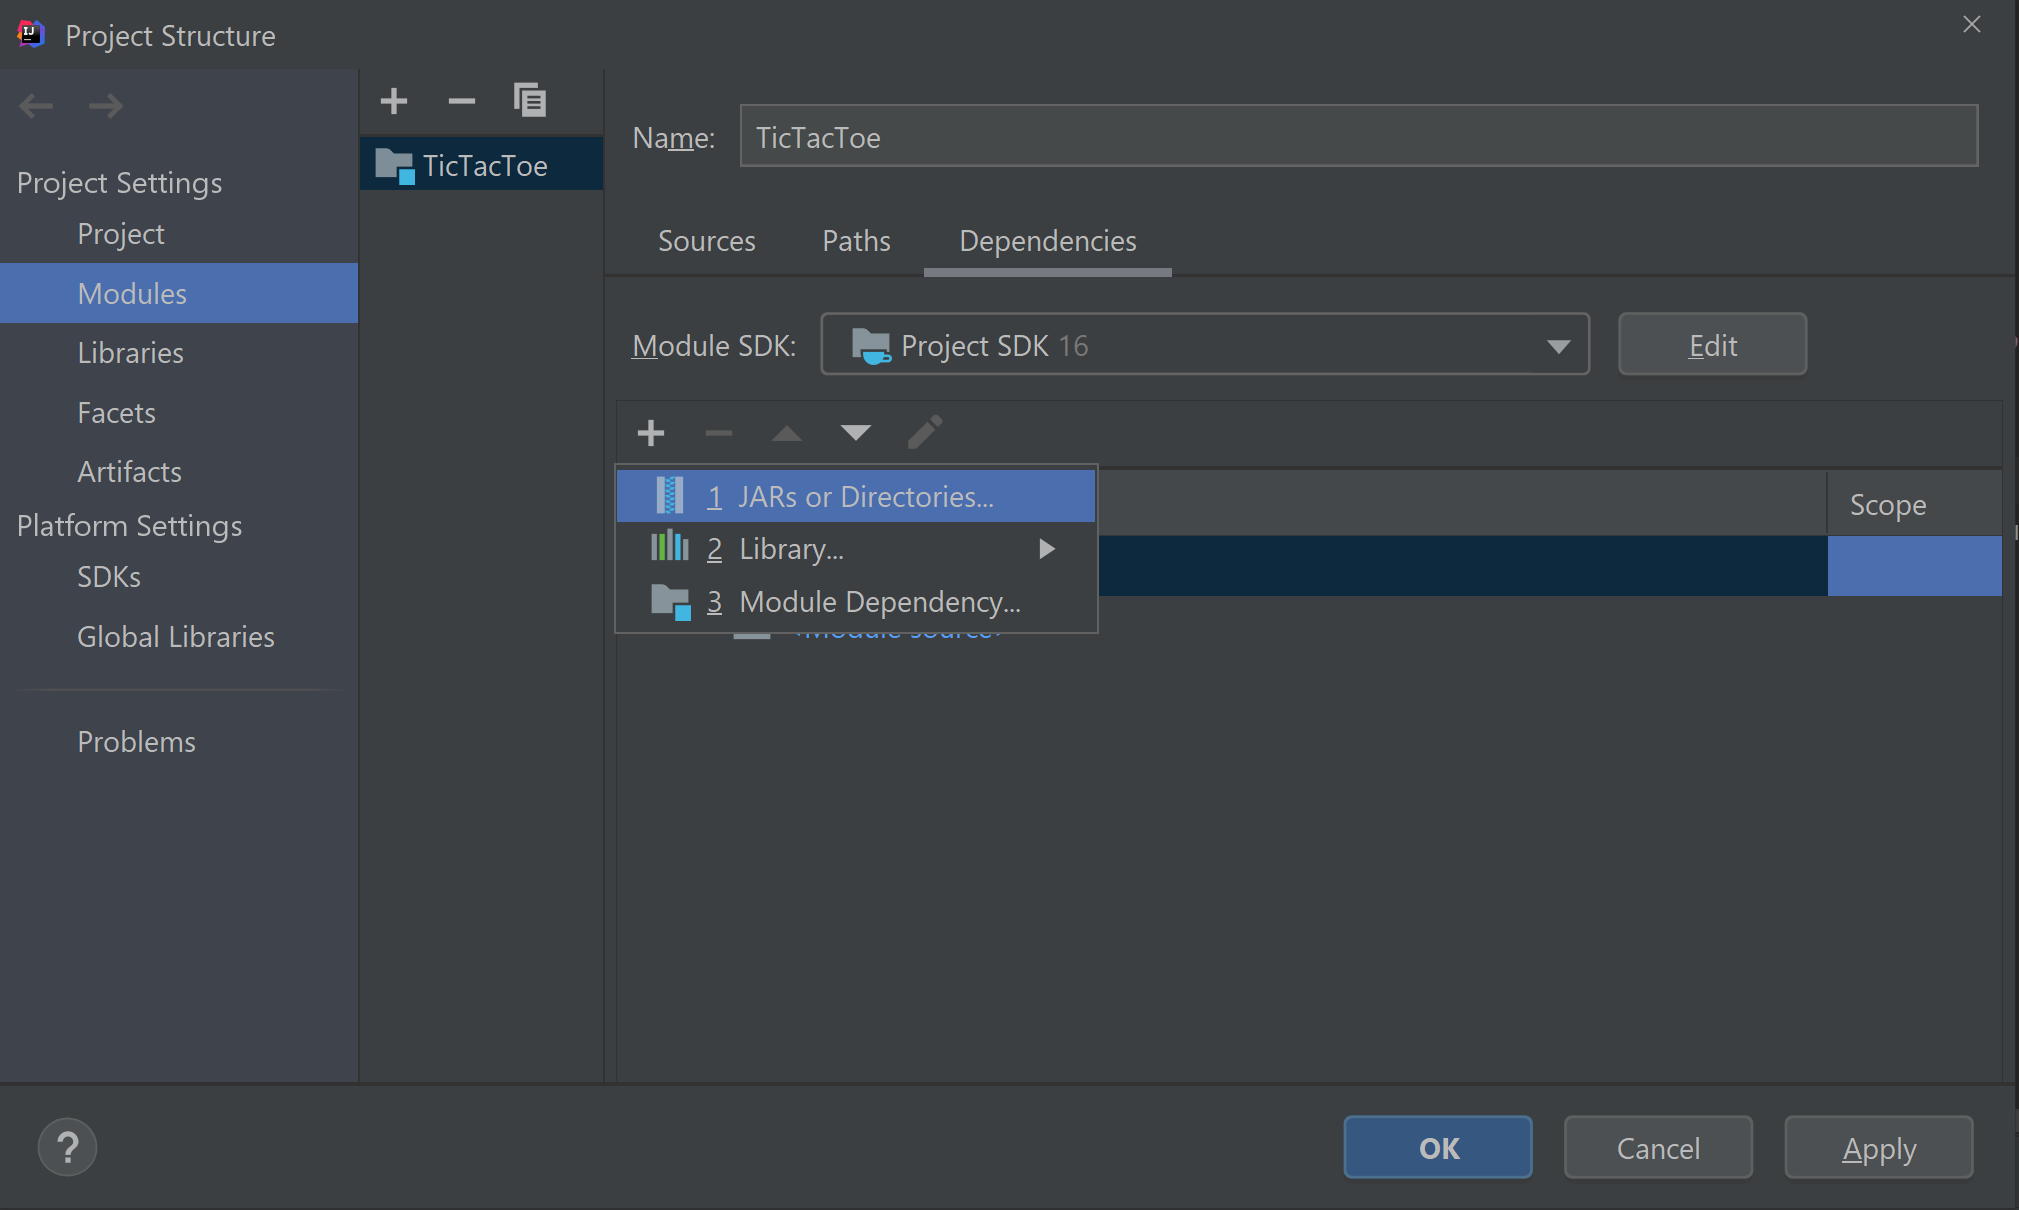 Project Structure
Project Settings
Project
Modules
Libraries
Facets
Artifacts
Platform Settings
SDKs
Global Libraries
Problems
TicTacToe
Name: TicTacToe
Sources Paths Dependencies
Module SDK: Project SDK 16 Edit
Scope
1 JARs or Directories...
2 Library...
3 Module Dependency...
<Module source>
? OK Cancel Apply